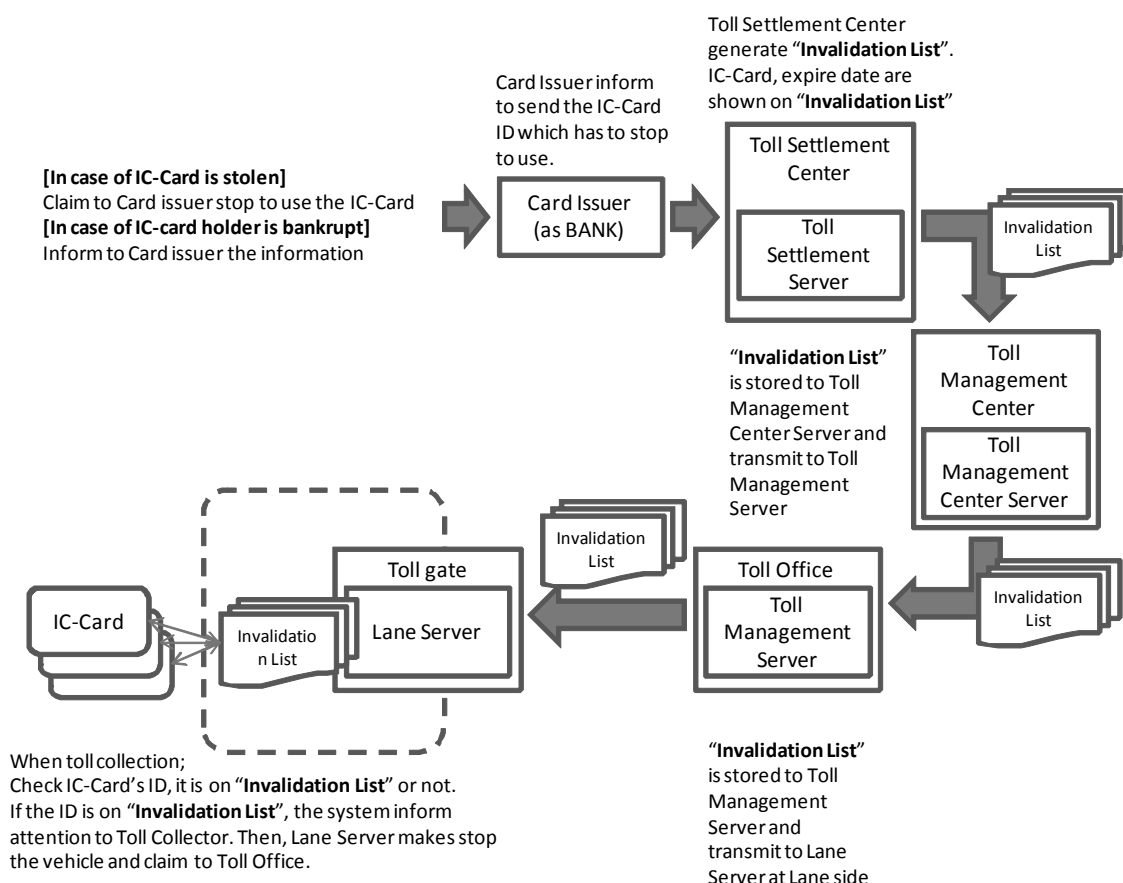 Toll Settlement Center
generate “Invalidation List”.
IC-Card, expire date are
shown on “Invalidation List”
Card Issuer inform
to send the IC-Card
ID which has to stop
to use.
[In case of IC-Card is stolen]
Claim to Card issuer stop to use the IC-Card
[In case of IC-card holder is bankrupt]
Inform to Card issuer the information
Card Issuer
(as BANK)
Toll Settlement
Center
Toll
Settlement
Server
Invalidation
List
“Invalidation List”
is stored to Toll
Management
Center Server and
transmit to Toll
Management
Server
Toll
Management
Center
Toll
Management
Center Server
Invalidation
List
Toll Office
Toll
Management
Server
Invalidation
List
Toll gate
Lane Server
Invalidatio
n List
IC-Card
When toll collection;
Check IC-Card’s ID, it is on “Invalidation List” or not.
If the ID is on “Invalidation List”, the system inform
attention to Toll Collector. Then, Lane Server makes stop
the vehicle and claim to Toll Office.
“Invalidation List”
is stored to Toll
Management
Server and
transmit to Lane
Server at Lane side